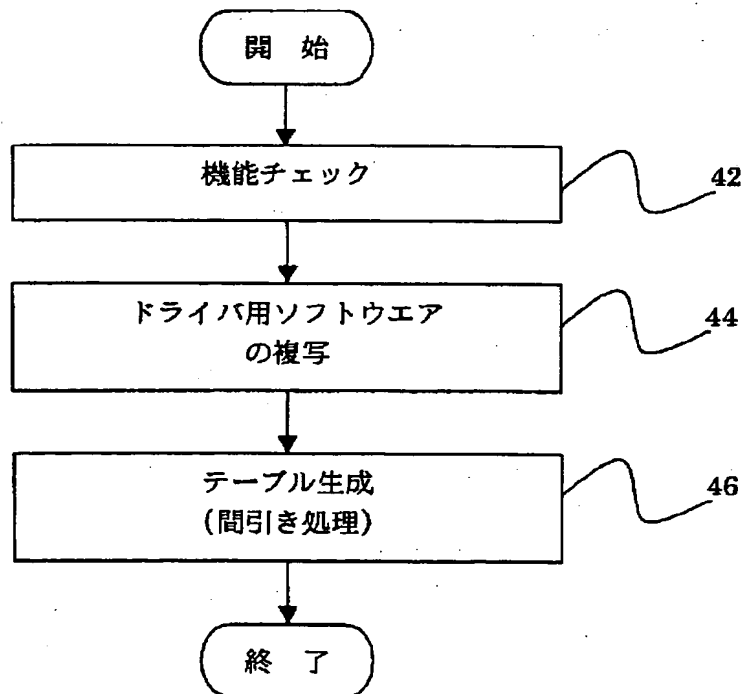 開 始
機能チェック
42
ドライバ用ソフトウエア
の複写
44
テーブル生成
(間引き処理)
46
終 了